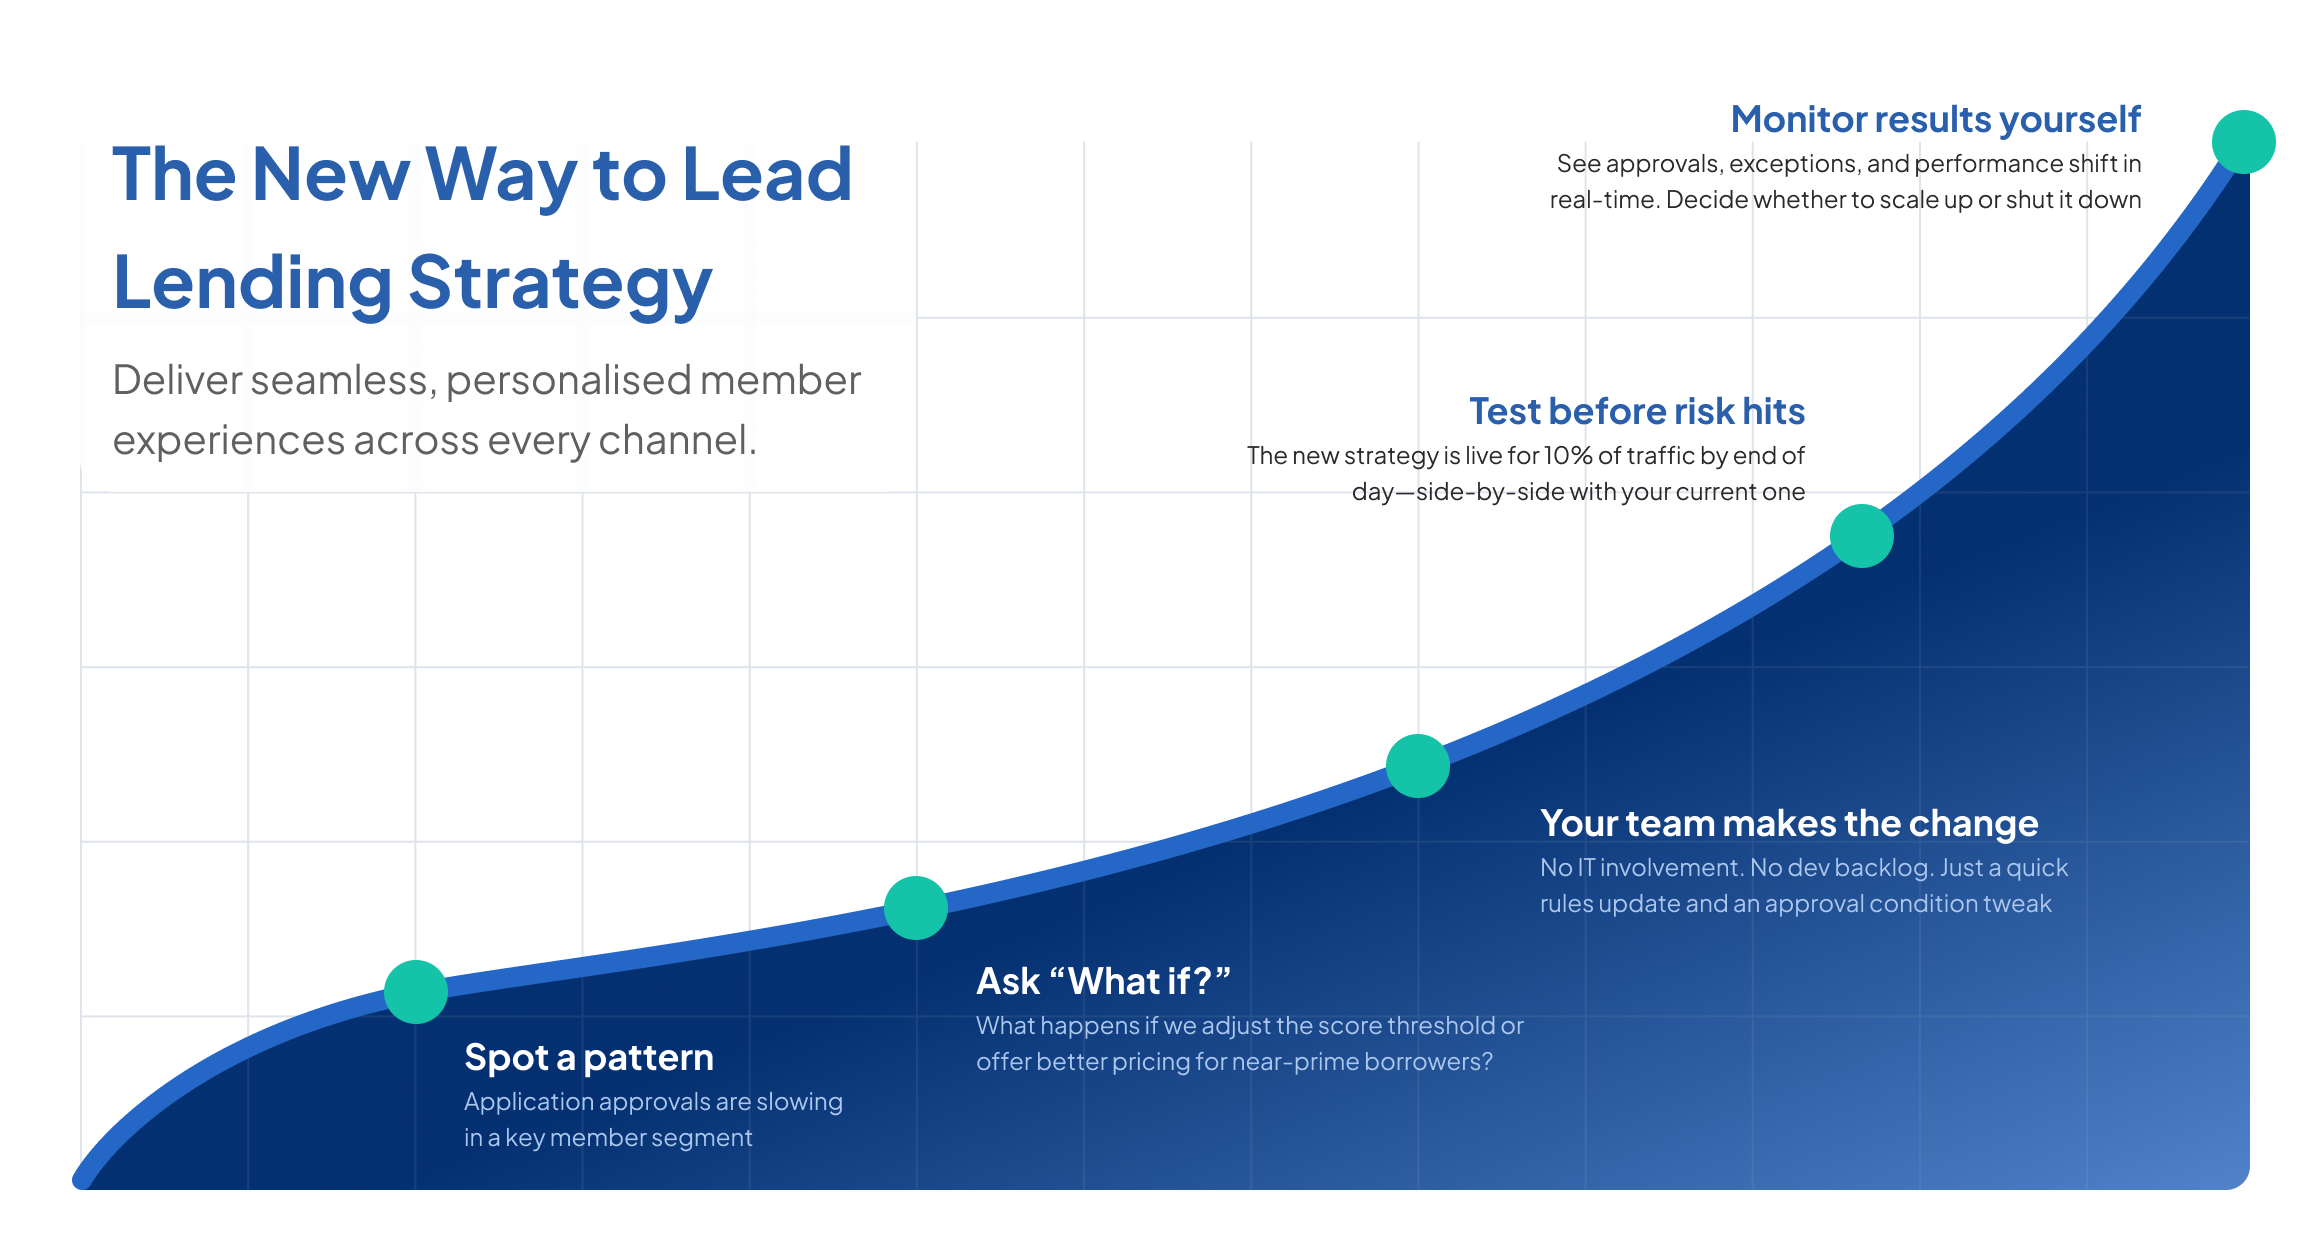 The New Way to Lead
Lending Strategy
Deliver seamless, personalised member
experiences across every channel.
Monitor results yourself
See approvals, exceptions, and performance shift in
real-time. Decide whether to scale up or shut it down
Test before risk hits
The new strategy is live for 10% of traffic by end of
day—side-by-side with your current one
Your team makes the change
No IT involvement. No dev backlog. Just a quick
rules update and an approval condition tweak
Ask “What if?”
What happens if we adjust the score threshold or
offer better pricing for near-prime borrowers?
Spot a pattern
Application approvals are slowing
in a key member segment